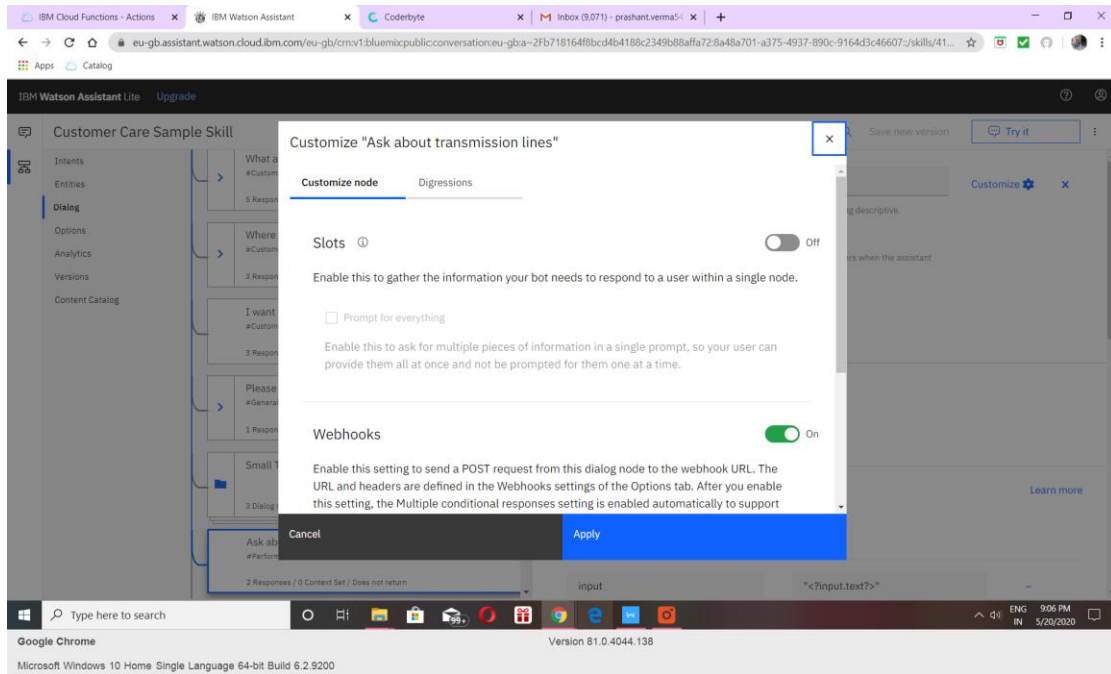 IBM Cloud Functions - Actions
IBM Watson Assistant
Coderbyte
Inbox (9,071) - prashant.verma5
eu-gb.assistant.watson.cloud.ibm.com/eu-gb/crn:v1:bluemix:public:conversation:eu-gb:a~2Fb718164f8bcd4b4188c2349b88affa72:8a48a701-a375-4937-890c-9164d3c46607::/skills/41...
Apps Catalog
IBM Watson Assistant Lite Upgrade
Customer Care Sample Skill
Save new version
Try it
Intents
Entities
Dialog
Options
Analytics
Versions
Content Catalog
What a
#Custom
5 Respon
Where
#Custom
3 Respon
I want
#Custom
3 Respon
Please
#General
1 Respon
Small T
3 Dialog
Ask ab
#Perform
2 Responses / 0 Context Set / Does not return
Customize "Ask about transmission lines"
Customize node Digressions
Slots
Off
Enable this to gather the information your bot needs to respond to a user within a single node.
Prompt for everything
Enable this to ask for multiple pieces of information in a single prompt, so your user can
provide them all at once and not be prompted for them one at a time.
Webhooks
On
Enable this setting to send a POST request from this dialog node to the webhook URL. The
URL and headers are defined in the Webhooks settings of the Options tab. After you enable
this setting, the Multiple conditional responses setting is enabled automatically to support
Cancel
Apply
Customize
g descriptive.
rs when the assistant
Learn more
input
"<?input.text?>"
Type here to search
99+
ENG
IN
9:06 PM
5/20/2020
Google Chrome
Version 81.0.4044.138
Microsoft Windows 10 Home Single Language 64-bit Build 6.2.9200